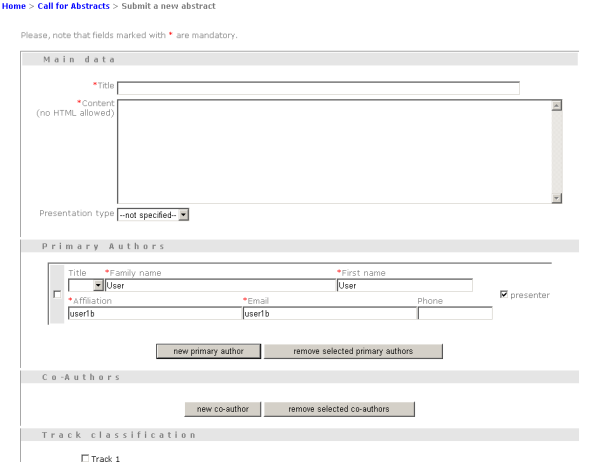 Home > Call for Abstracts > Submit a new abstract
Please, note that fields marked with * are mandatory.
Main data
*Title
*Content
(no HTML allowed)
Presentation type --not specified--
Primary Authors
Title *Family name *First name
User User
presenter
*Affiliation *Email Phone
user1b user1b
new primary author remove selected primary authors
Co-Authors
new co-author remove selected co-authors
Track classification
Track 1